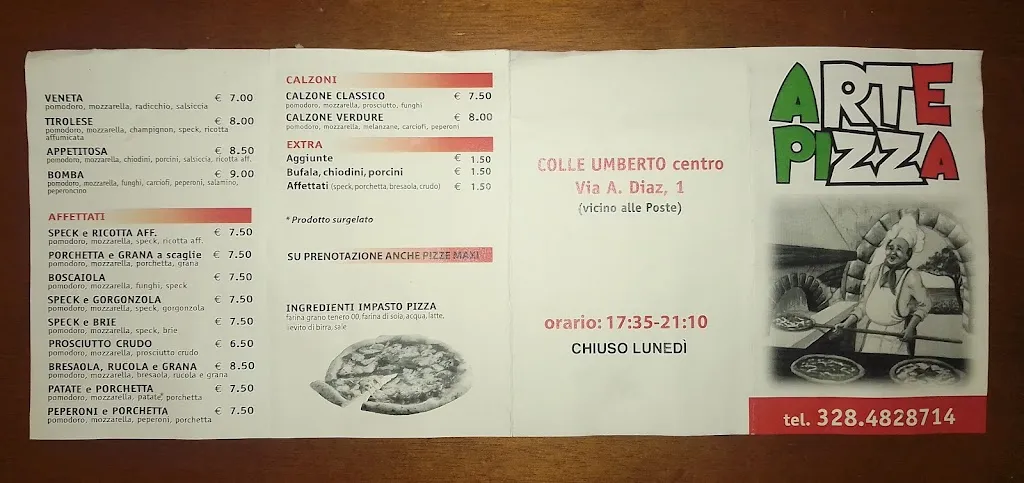 VENETA € 7.00
pomodoro, mozzarella, radicchio, salsiccia
TIROLESE € 8.00
pomodoro, mozzarella, champignon, speck, ricotta
affumicata
APPETITOSA € 8.50
pomodoro, mozzarella, chiodini, porcini, salsiccia, ricotta aff.
BOMBA € 9.00
pomodoro, mozzarella, funghi, carciofi, peperoni, salamino,
peperoncino
AFFETTATI
SPECK e RICOTTA AFF. € 7.50
pomodoro, mozzarella, speck, ricotta aff.
PORCHETTA e GRANA a scaglie € 7.50
pomodoro, mozzarella, porchetta, grana
BOSCAIOLA € 7.50
pomodoro, mozzarella, funghi, speck
SPECK e GORGONZOLA € 7.50
pomodoro, mozzarella, speck, gorgonzola
SPECK e BRIE € 7.50
pomodoro, mozzarella, speck, brie
PROSCIUTTO CRUDO € 6.50
pomodoro, mozzarella, prosciutto crudo
BRESAOLA, RUCOLA e GRANA € 8.50
pomodoro, mozzarella, bresaola, rucola e grana
PATATE e PORCHETTA € 7.50
pomodoro, mozzarella, patate* porchetta
PEPERONI e PORCHETTA € 7.50
pomodoro, mozzarella, peperoni, porchetta
CALZONI
CALZONE CLASSICO € 7.50
pomodoro, mozzarella, prosciutto, funghi
CALZONE VERDURE € 8.00
pomodoro, mozzarella, melanzane, carciofi, peperoni
EXTRA
Aggiunte € 1.50
Bufala, chiodini, porcini € 1.50
Affettati (speck, porchetta, bresaola, crudo) € 1.50
* Prodotto surgelato
SU PRENOTAZIONE ANCHE PIZZE MAXI
INGREDIENTI IMPASTO PIZZA
farina grano tenero 00, farina di soia, acqua, latte,
lievito di birra, sale
COLLE UMBERTO centro
Via A. Diaz, 1
(vicino alle Poste)
orario: 17:35-21:10
CHIUSO LUNEDÌ
ARTE
PIZZA
tel. 328.4828714